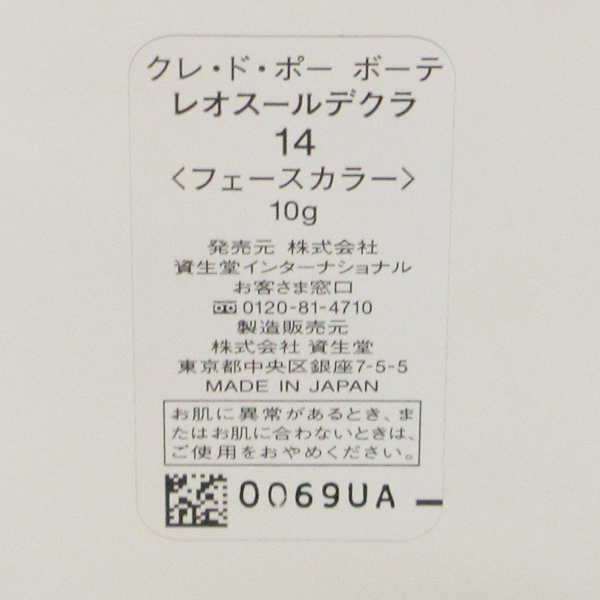 クレ・ド・ポー ボーテ
レオスールデクラ
14
〈フェースカラー〉
10g
発売元 株式会社
資生堂インターナショナル
お客さま窓口
0120-81-4710
製造販売元
株式会社 資生堂
東京都中央区銀座7-5-5
MADE IN JAPAN
お肌に異常があるとき、ま
たはお肌に合わないときは、
ご使用をおやめください。
0069UA